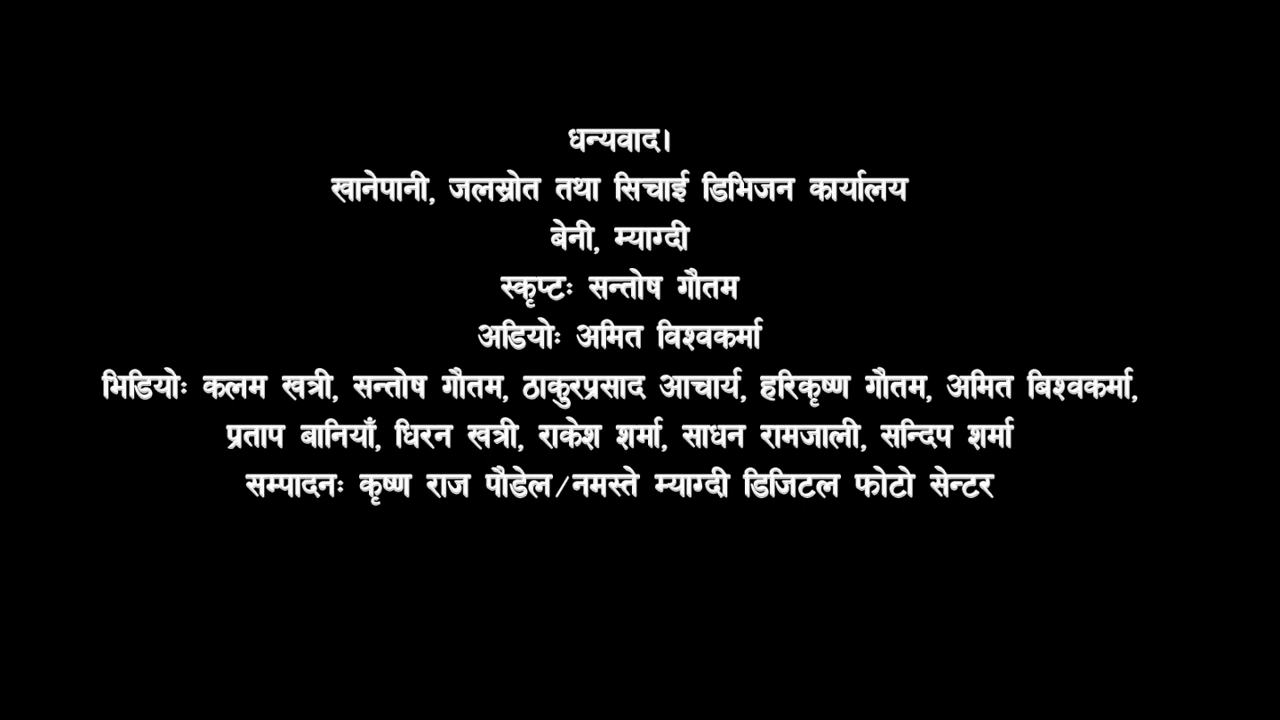 धन्यवाद।
खानेपानी, जलस्रोत तथा सिचाई डिभिजन कार्यालय
बेनी, म्याग्दी
स्कृप्टः सन्तोष गौतम
अडियोः अमित विश्वकर्मा
भिडियोः कलम खत्री, सन्तोष गौतम, ठाकुरप्रसाद आचार्य, हरिकृष्ण गौतम, अमित बिश्वकर्मा,
प्रताप बानियाँ, धिरन खत्री, राकेश शर्मा, साधन रामजाली, सन्दिप शर्मा
सम्पादनः कृष्ण राज पौडेल/नमस्ते म्याग्दी डिजिटल फोटो सेन्टर